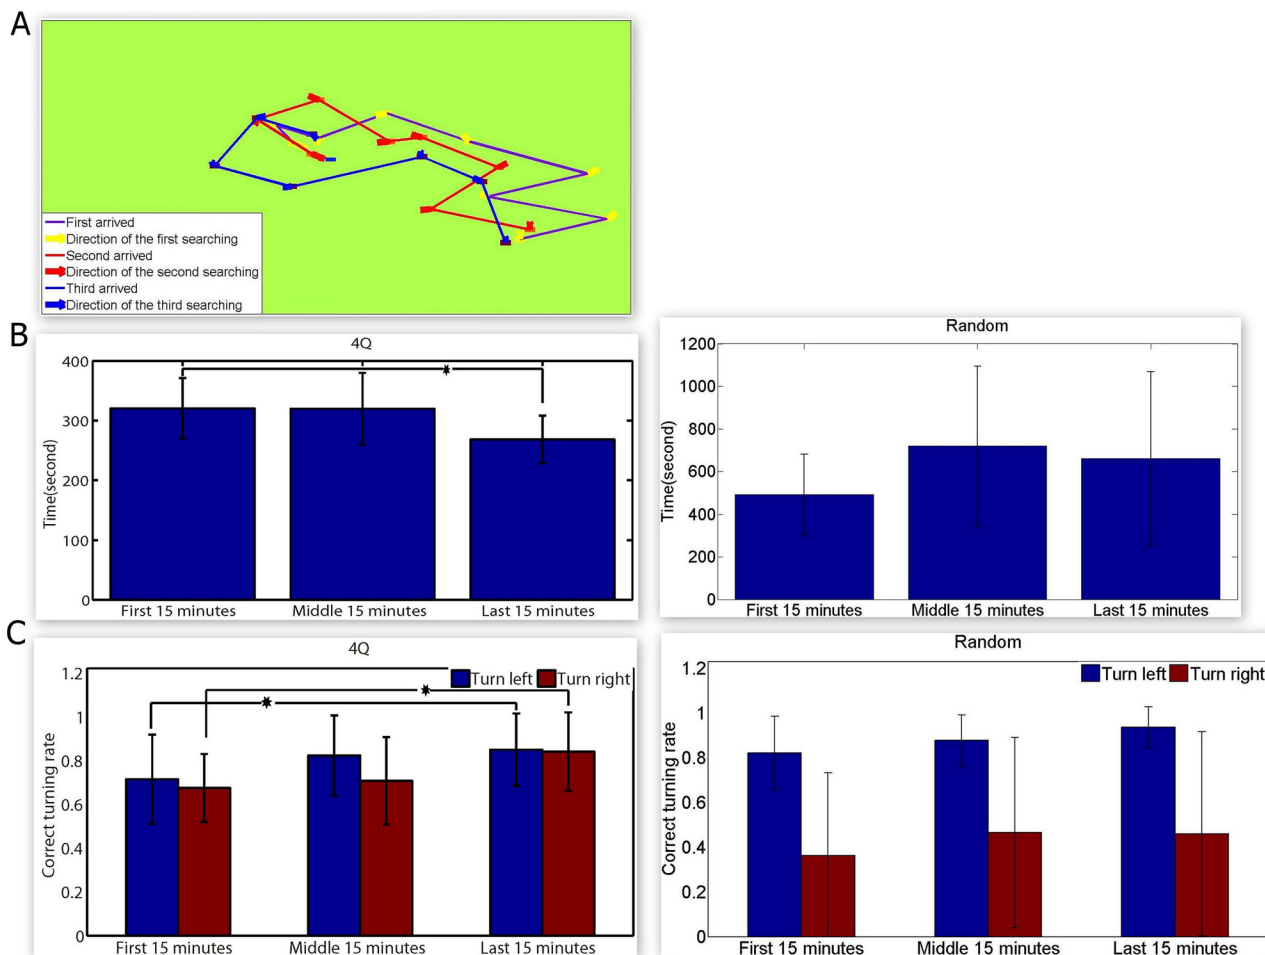 A
First arrived
Direction of the first searching
Second arrived
Direction of the second searching
Third arrived
Direction of the third searching
B
4Q
400
300
200
100
0
Time(second)
First 15 minutes
Middle 15 minutes
Last 15 minutes
Random
1200
1000
800
600
400
200
0
Time(second)
First 15 minutes
Middle 15 minutes
Last 15 minutes
C
4Q
Turn left
Turn right
1.2
1
0.8
0.6
0.4
0.2
0
Correct turning rate
First 15 minutes
Middle 15 minutes
Last 15 minutes
Random
Turn left
Turn right
1.2
1
0.8
0.6
0.4
0.2
0
Correct turning rate
First 15 minutes
Middle 15 minutes
Last 15 minutes